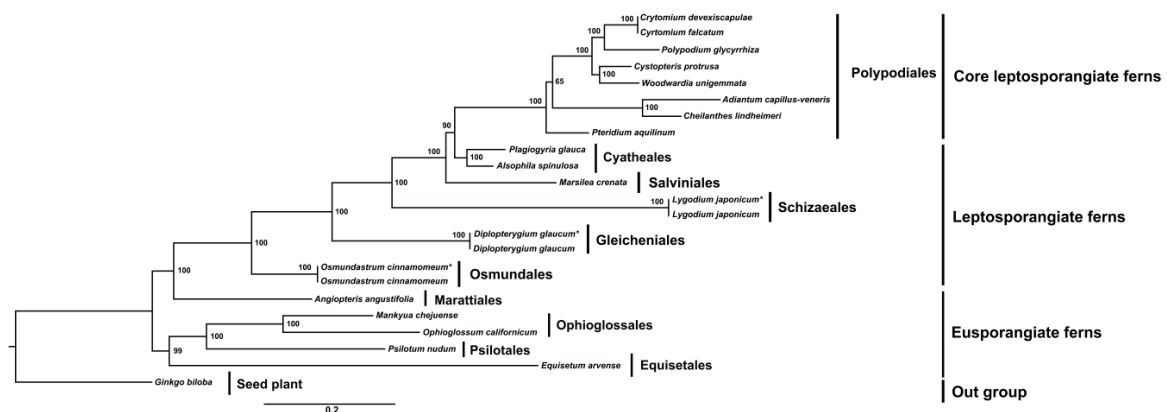 100
Crytomium devexiscapulae
Cyrtomium falcatum
100
100
Polypodium glycyrrhiza
Cystopteris protrusa
100
Woodwardia unigemmata
65
Polypodiales
Core leptosporangiate ferns
Adiantum capillus-veneris
100
Cheilanthes lindheimeri
100
Pteridium aquilinum
90
Plagiogyria glauca
100
Alsophila spinulosa
Cyatheales
100
Marsilea crenata
Salviniales
100
100
Lygodium japonicum*
Lygodium japonicum
Schizaeales
Leptosporangiate ferns
100
100
Diplopterygium glaucum*
Diplopterygium glaucum
Gleicheniales
100
100
Osmundastrum cinnamomeum*
Osmundastrum cinnamomeum
Osmundales
100
Angiopteris angustifolia
Marattiales
Mankyua chejuense
100
Ophioglossum californicum
Ophioglossales
100
Eusporangiate ferns
Psilotum nudum
Psilotales
99
Equisetum arvense
Equisetales
Ginkgo biloba
Seed plant
Out group
0.2